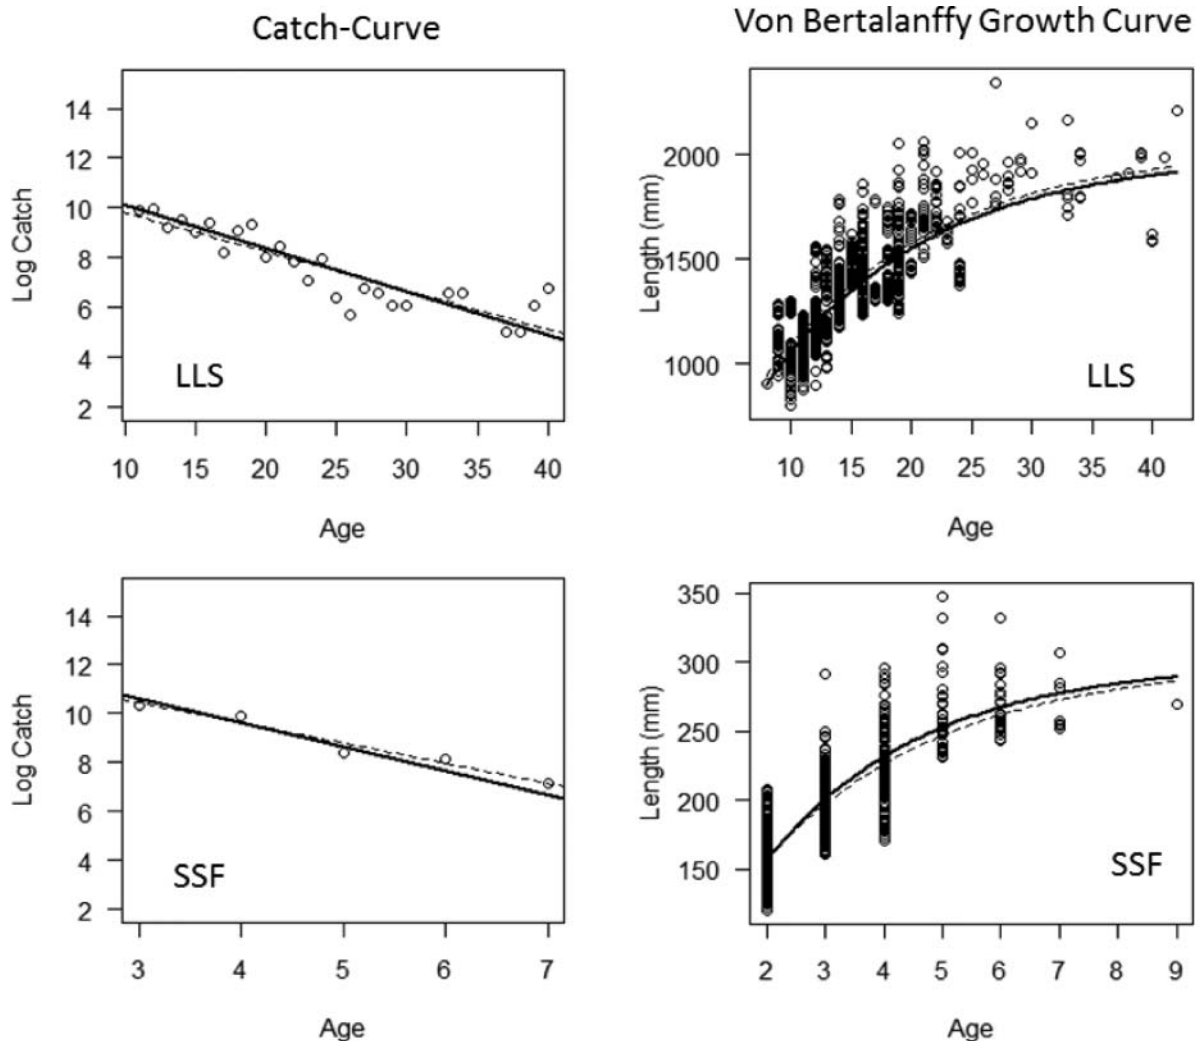 Catch-Curve
Von Bertalanffy Growth Curve
14
12
10
8
6
4
2
Log Catch
LLS
10 15 20 25 30 35 40
Age
2000
1500
1000
Length (mm)
LLS
10 15 20 25 30 35 40
Age
14
12
10
8
6
4
2
Log Catch
SSF
3 4 5 6 7
Age
350
300
250
200
150
Length (mm)
SSF
2 3 4 5 6 7 8 9
Age